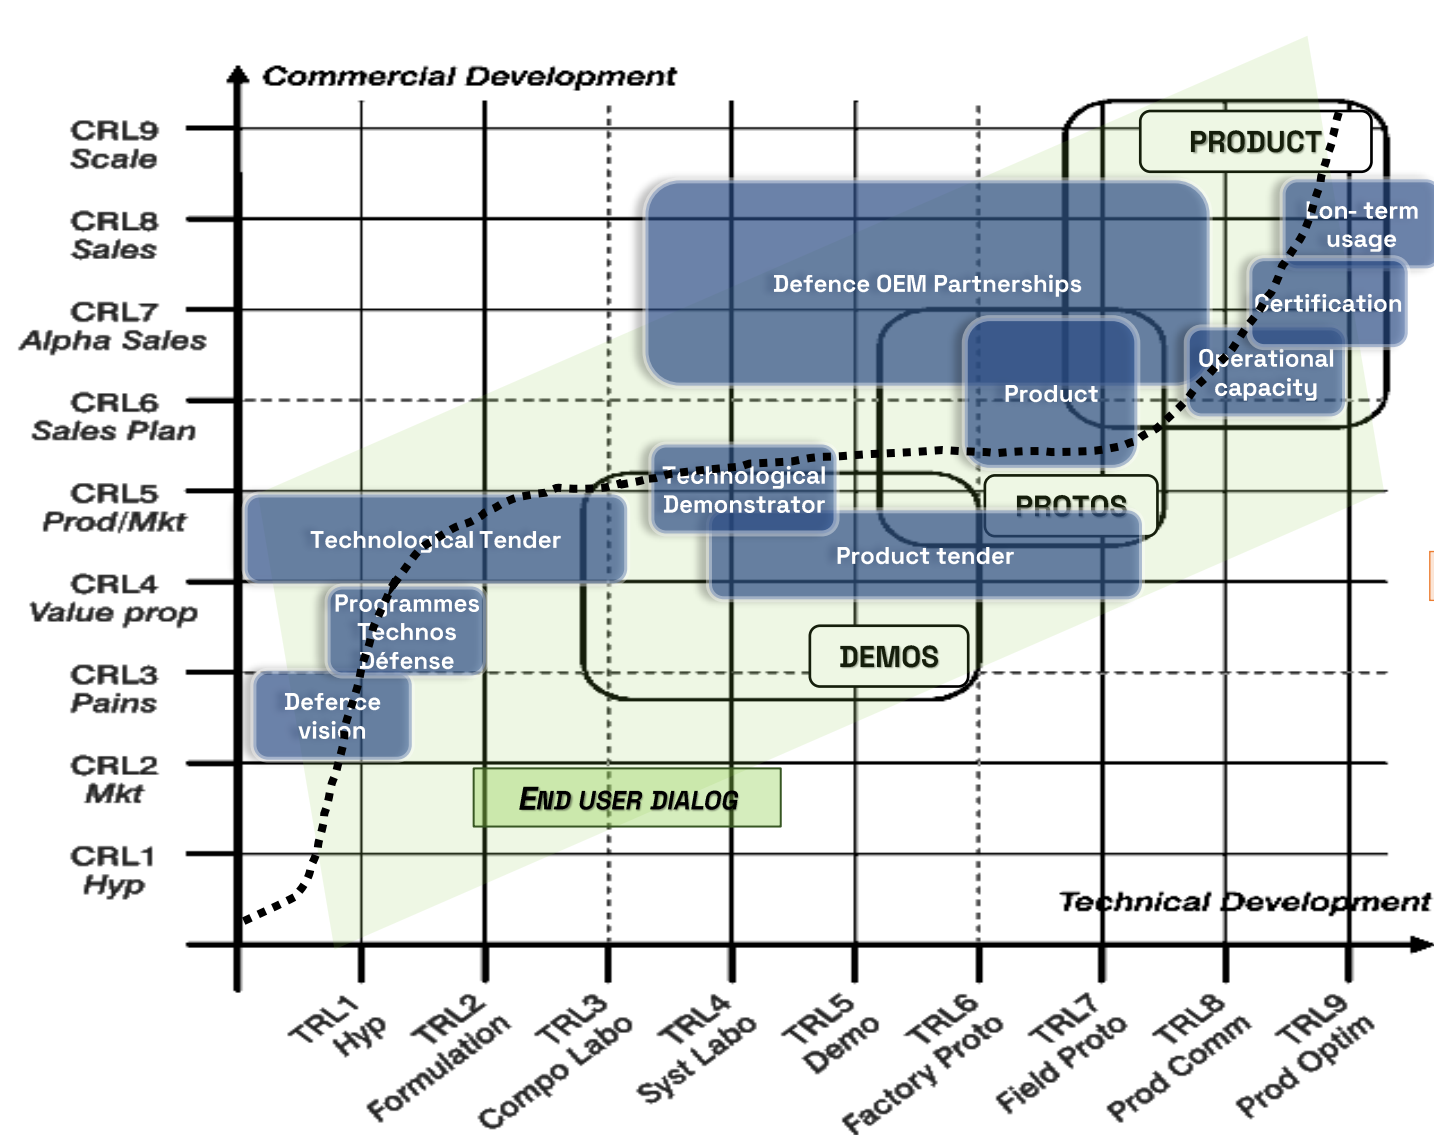 Commercial Development
CRL9
Scale
CRL8
Sales
CRL7
Alpha Sales
CRL6
Sales Plan
CRL5
Prod/Mkt
CRL4
Value prop
CRL3
Pains
CRL2
Mkt
CRL1
Hyp
PRODUCT
Lon- term
usage
Defence OEM Partnerships
Certification
Operational
capacity
Product
Technological
Demonstrator
PROTOS
Technological Tender
Product tender
Programmes
Technos
Défense
DEMOS
Defence
vision
END USER DIALOG
Technical Development
TRL1
Hyp
TRL2
Formulation
TRL3
Compo Labo
TRL4
Syst Labo
TRL5
Demo
TRL6
Factory Proto
TRL7
Field Proto
TRL8
Prod Comm
TRL9
Prod Optim